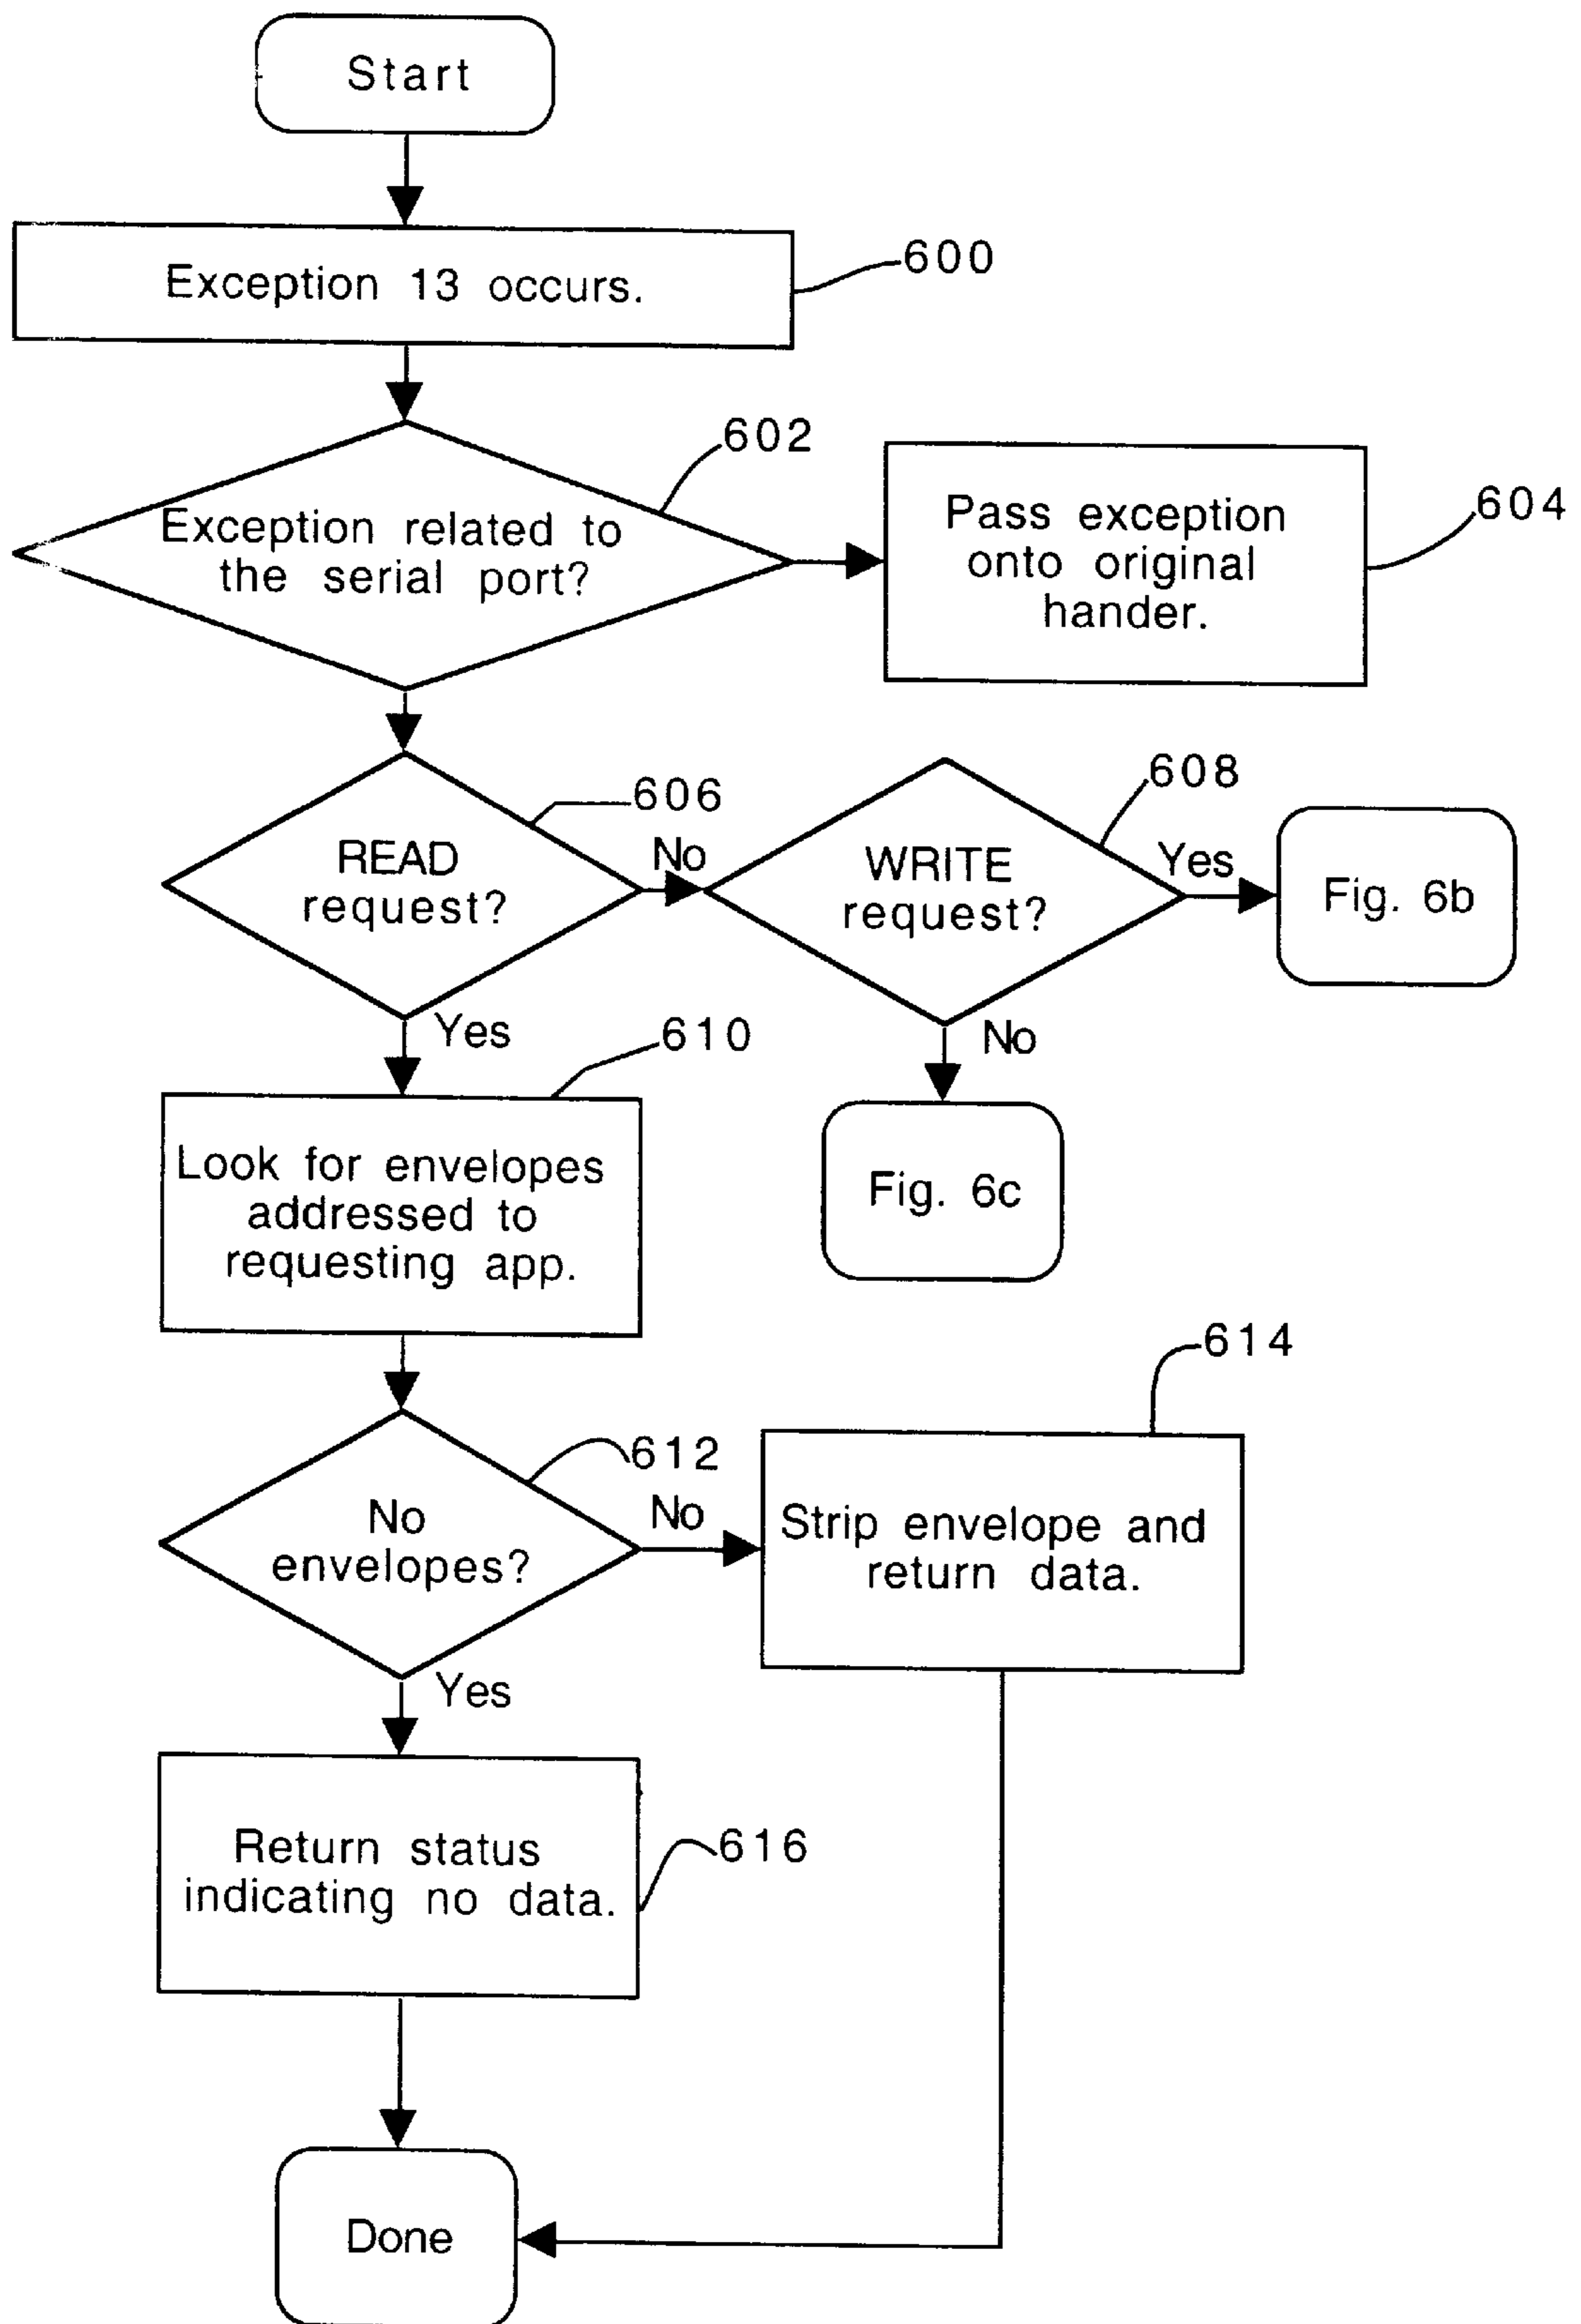 Start
Exception 13 occurs.
600
602
Exception related to
the serial port?
Pass exception
onto original
hander.
604
606
READ
request?
No
608
WRITE
request?
Yes
Fig. 6b
Yes
No
610
Look for envelopes
addressed to
requesting app.
Fig. 6c
612
No
envelopes?
No
614
Strip envelope and
return data.
Yes
Return status
indicating no data.
616
Done